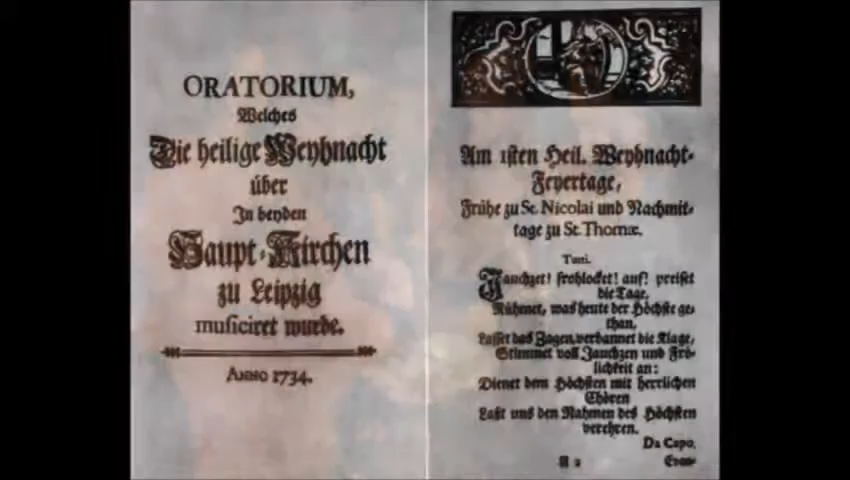 ORATORIUM,
Welches
Die heilige Weyhnacht
über
In beyden
Haupt-Kirchen
zu Leipzig
musiciret wurde.
ANNO 1734.
Am 1sten Heil. Weyhnacht-
Feyertage,
Frühe zu St. Nicolai und Nachmit-
tage zu St. Thomæ.
Tutti.
Jauchzet! frohlocket! auf! preiset
die Tage,
Rühmet, was heute der Höchste ge-
than,
Lasset das Zagen, verbannet die Klage,
Stimmet voll Jauchzen und Frö-
lichkeit an:
Dienet dem Höchsten mit herrlichen
Chören
Laßt uns den Nahmen des Höchsten
verehren.
Da Capo.
A 2
Evan-